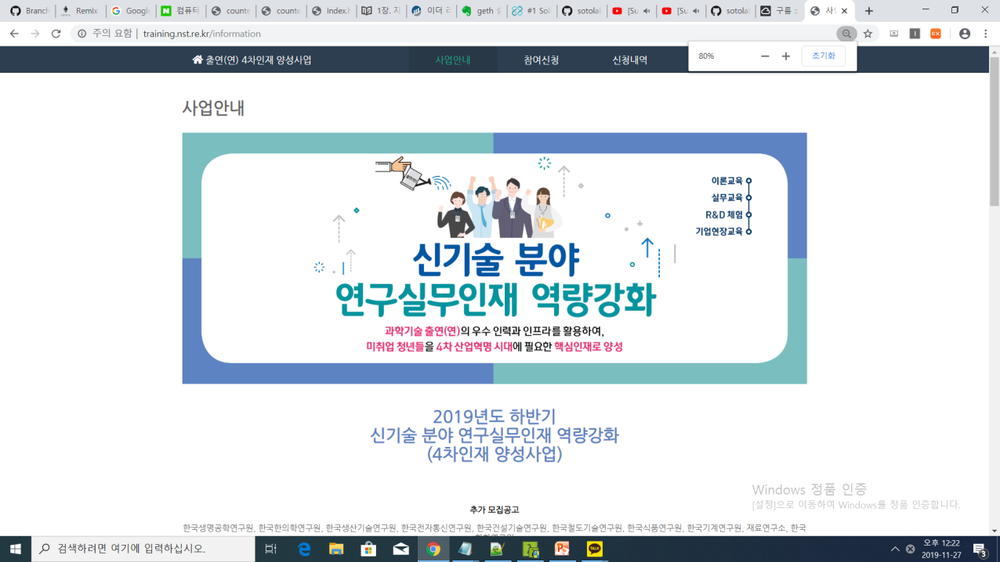 Branch
Remix
Google
컴퓨터
counte
counte
index.h
1장. 지
이더 리
geth 설
#1 Soli
sotolal
[Su
[Su
sotolal
구름 c
사업
주의 요함 | training.nst.re.kr/information
80%
초기화
출연(연) 4차인재 양성사업 사업안내 참여신청 신청내역
사업안내
이론교육
실무교육
R&D 체험
기업현장교육
신기술 분야
연구실무인재 역량강화
과학기술 출연(연)의 우수 인력과 인프라를 활용하여,
미취업 청년들을 4차 산업혁명 시대에 필요한 핵심인재로 양성
2019년도 하반기
신기술 분야 연구실무인재 역량강화
(4차인재 양성사업)
추가 모집공고
한국생명공학연구원, 한국한의학연구원, 한국생산기술연구원, 한국전자통신연구원, 한국건설기술연구원, 한국철도기술연구원, 한국식품연구원, 한국기계연구원, 재료연구소, 한국
Windows 정품 인증
[설정]으로 이동하여 Windows를 정품 인증합니다.
검색하려면 여기에 입력하십시오.
TALK
오후 12:22
2019-11-27
3